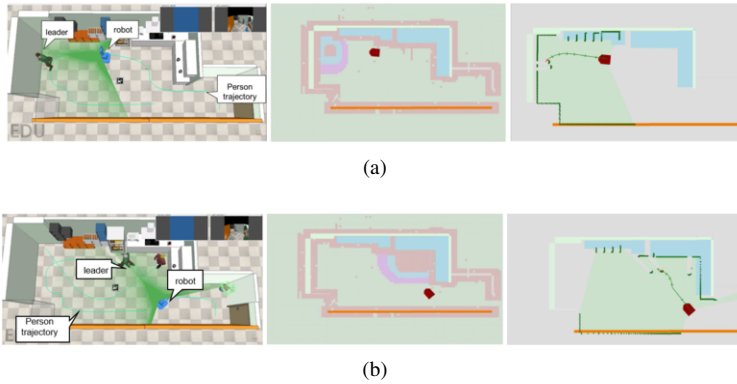 leader
robot
Person
trajectory
EDU
(a)
leader
robot
Person
trajectory
E
(b)